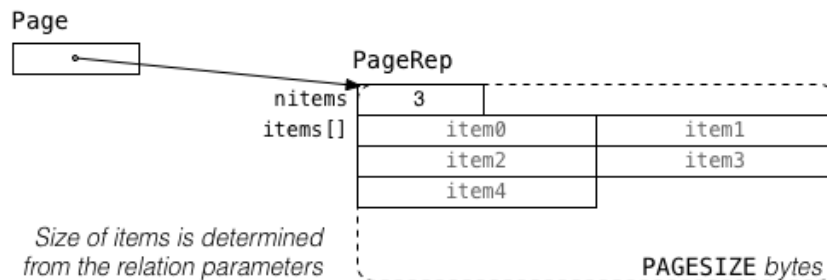 Page
PageRep
nitems 3
items[] item0 item1
item2 item3
item4
Size of items is determined
from the relation parameters
PAGESIZE bytes